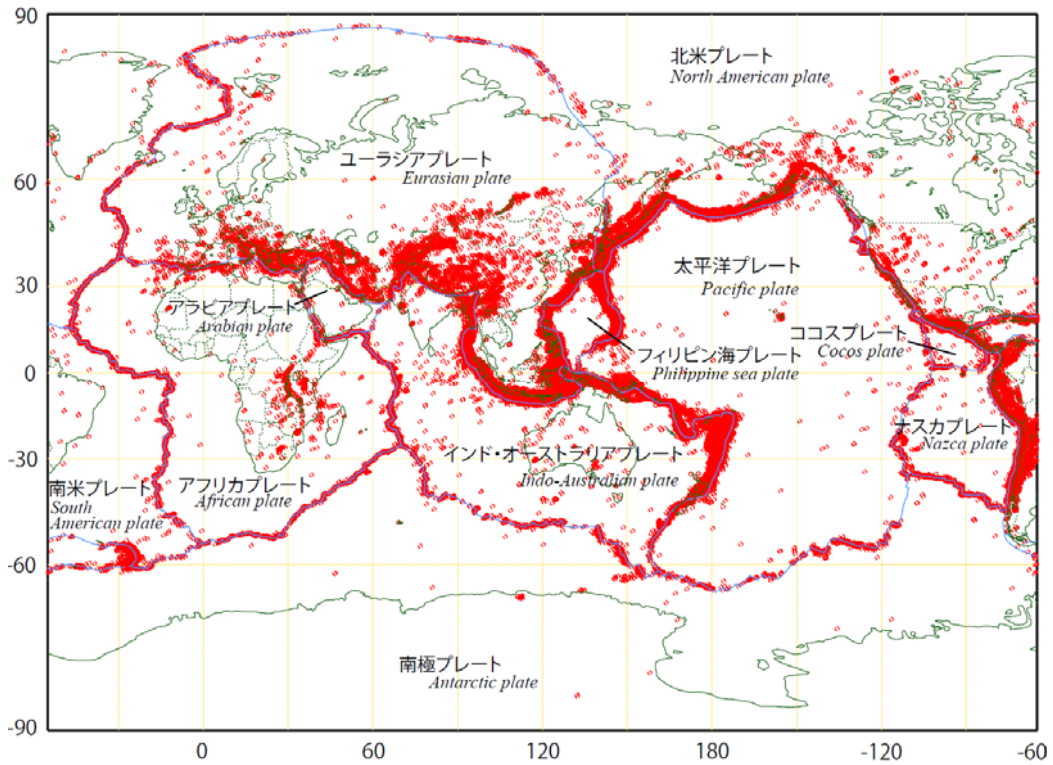 90
北米プレート
North American plate
ユーラシアプレート
Eurasian plate
60
太平洋プレート
Pacific plate
30
アラビアプレート
Arabian plate
ココスプレート
Cocos plate
フィリピン海プレート
Philippine sea plate
0
ナスカプレート
Nazca plate
インド・オーストラリアプレート
Indo-Australian plate
-30
南米プレート
South
American plate
アフリカプレート
African plate
-60
南極プレート
Antarctic plate
-90
0 60 120 180 -120 -60